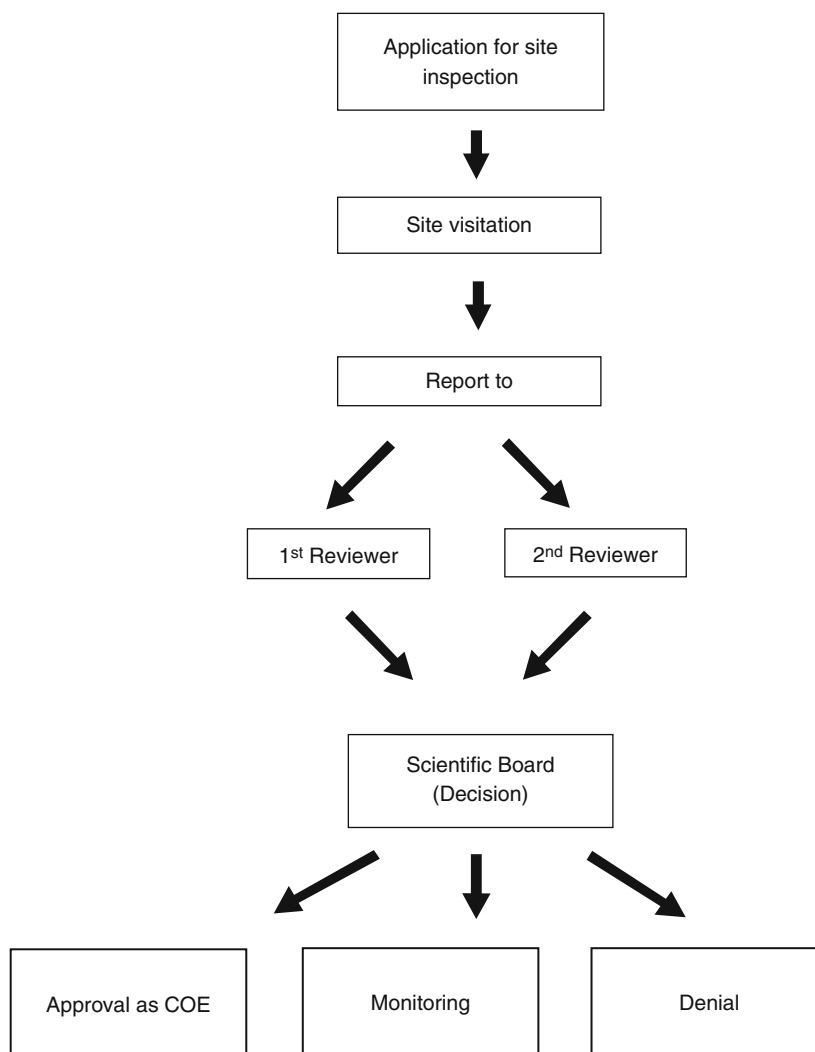 Application for site
inspection
Site visitation
Report to
1st Reviewer
2nd Reviewer
Scientific Board
(Decision)
Approval as COE
Monitoring
Denial